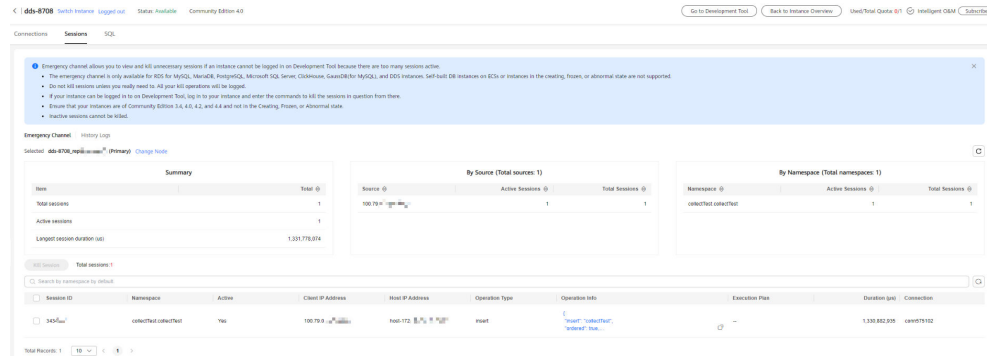 dds-8708 Switch Instance Logged out Status: Available Community Edition 4.0 Go to Development Tool Back to Instance Overview Used/Total Quota: 0/1 Intelligent O&M Subscribe
Connections Sessions SQL
Emergency channel allows you to view and kill unnecessary sessions if an instance cannot be logged in on Development Tool because there are too many sessions active.
• The emergency channel is only available for RDS for MySQL, MariaDB, PostgreSQL, Microsoft SQL Server, ClickHouse, GaussDB(for MySQL), and DDS Instances. Self-built DB instances on ECSs or instances in the creating, frozen, or abnormal state are not supported.
• Do not kill sessions unless you really need to. All your kill operations will be logged.
• If your instance can be logged in to on Development Tool, log in to your instance and enter the commands to kill the sessions in question from there.
• Ensure that your instances are of Community Edition 3.4, 4.0, 4.2, and 4.4 and not in the Creating, Frozen, or Abnormal state.
• Inactive sessions cannot be killed.
Emergency Channel History Logs
Selected dds-8708_repl (Primary) Change Node
Summary
Item Total
Total sessions 1
Active sessions 1
Longest session duration (us) 1,331,778,074
By Source (Total sources: 1)
Source Active Sessions Total Sessions
100.79. 1 1
By Namespace (Total namespaces: 1)
Namespace Active Sessions Total Sessions
collectTest.collectTest 1 1
Kill Session Total sessions:1
Search by namespace by default.
Session ID Namespace Active Client IP Address Host IP Address Operation Type Operation Info Execution Plan Duration (μs) Connection
3434 collectTest.collectTest Yes 100.79.0 host-172- insert { -- 1,330,882,935 conn575192
"insert": "collectTest",
"ordered": true,...
Total Records: 1 10 < 1 >